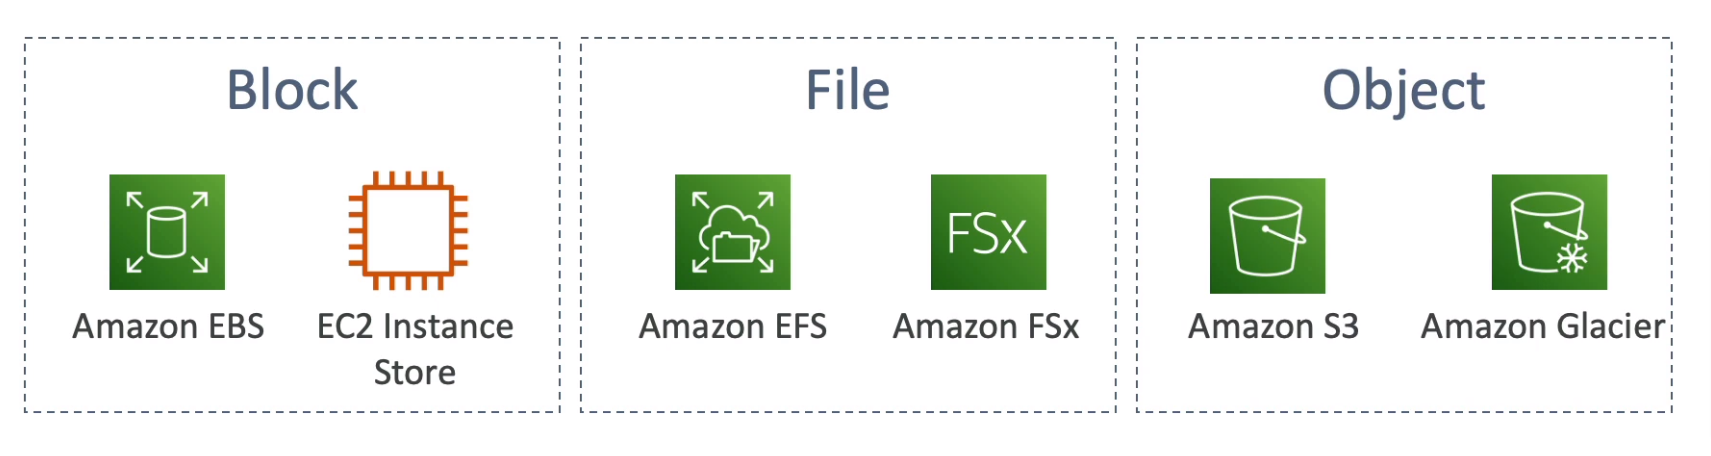 Block
Amazon EBS
EC2 Instance
Store
File
Amazon EFS
FSx
Amazon FSx
Object
Amazon S3
Amazon Glacier